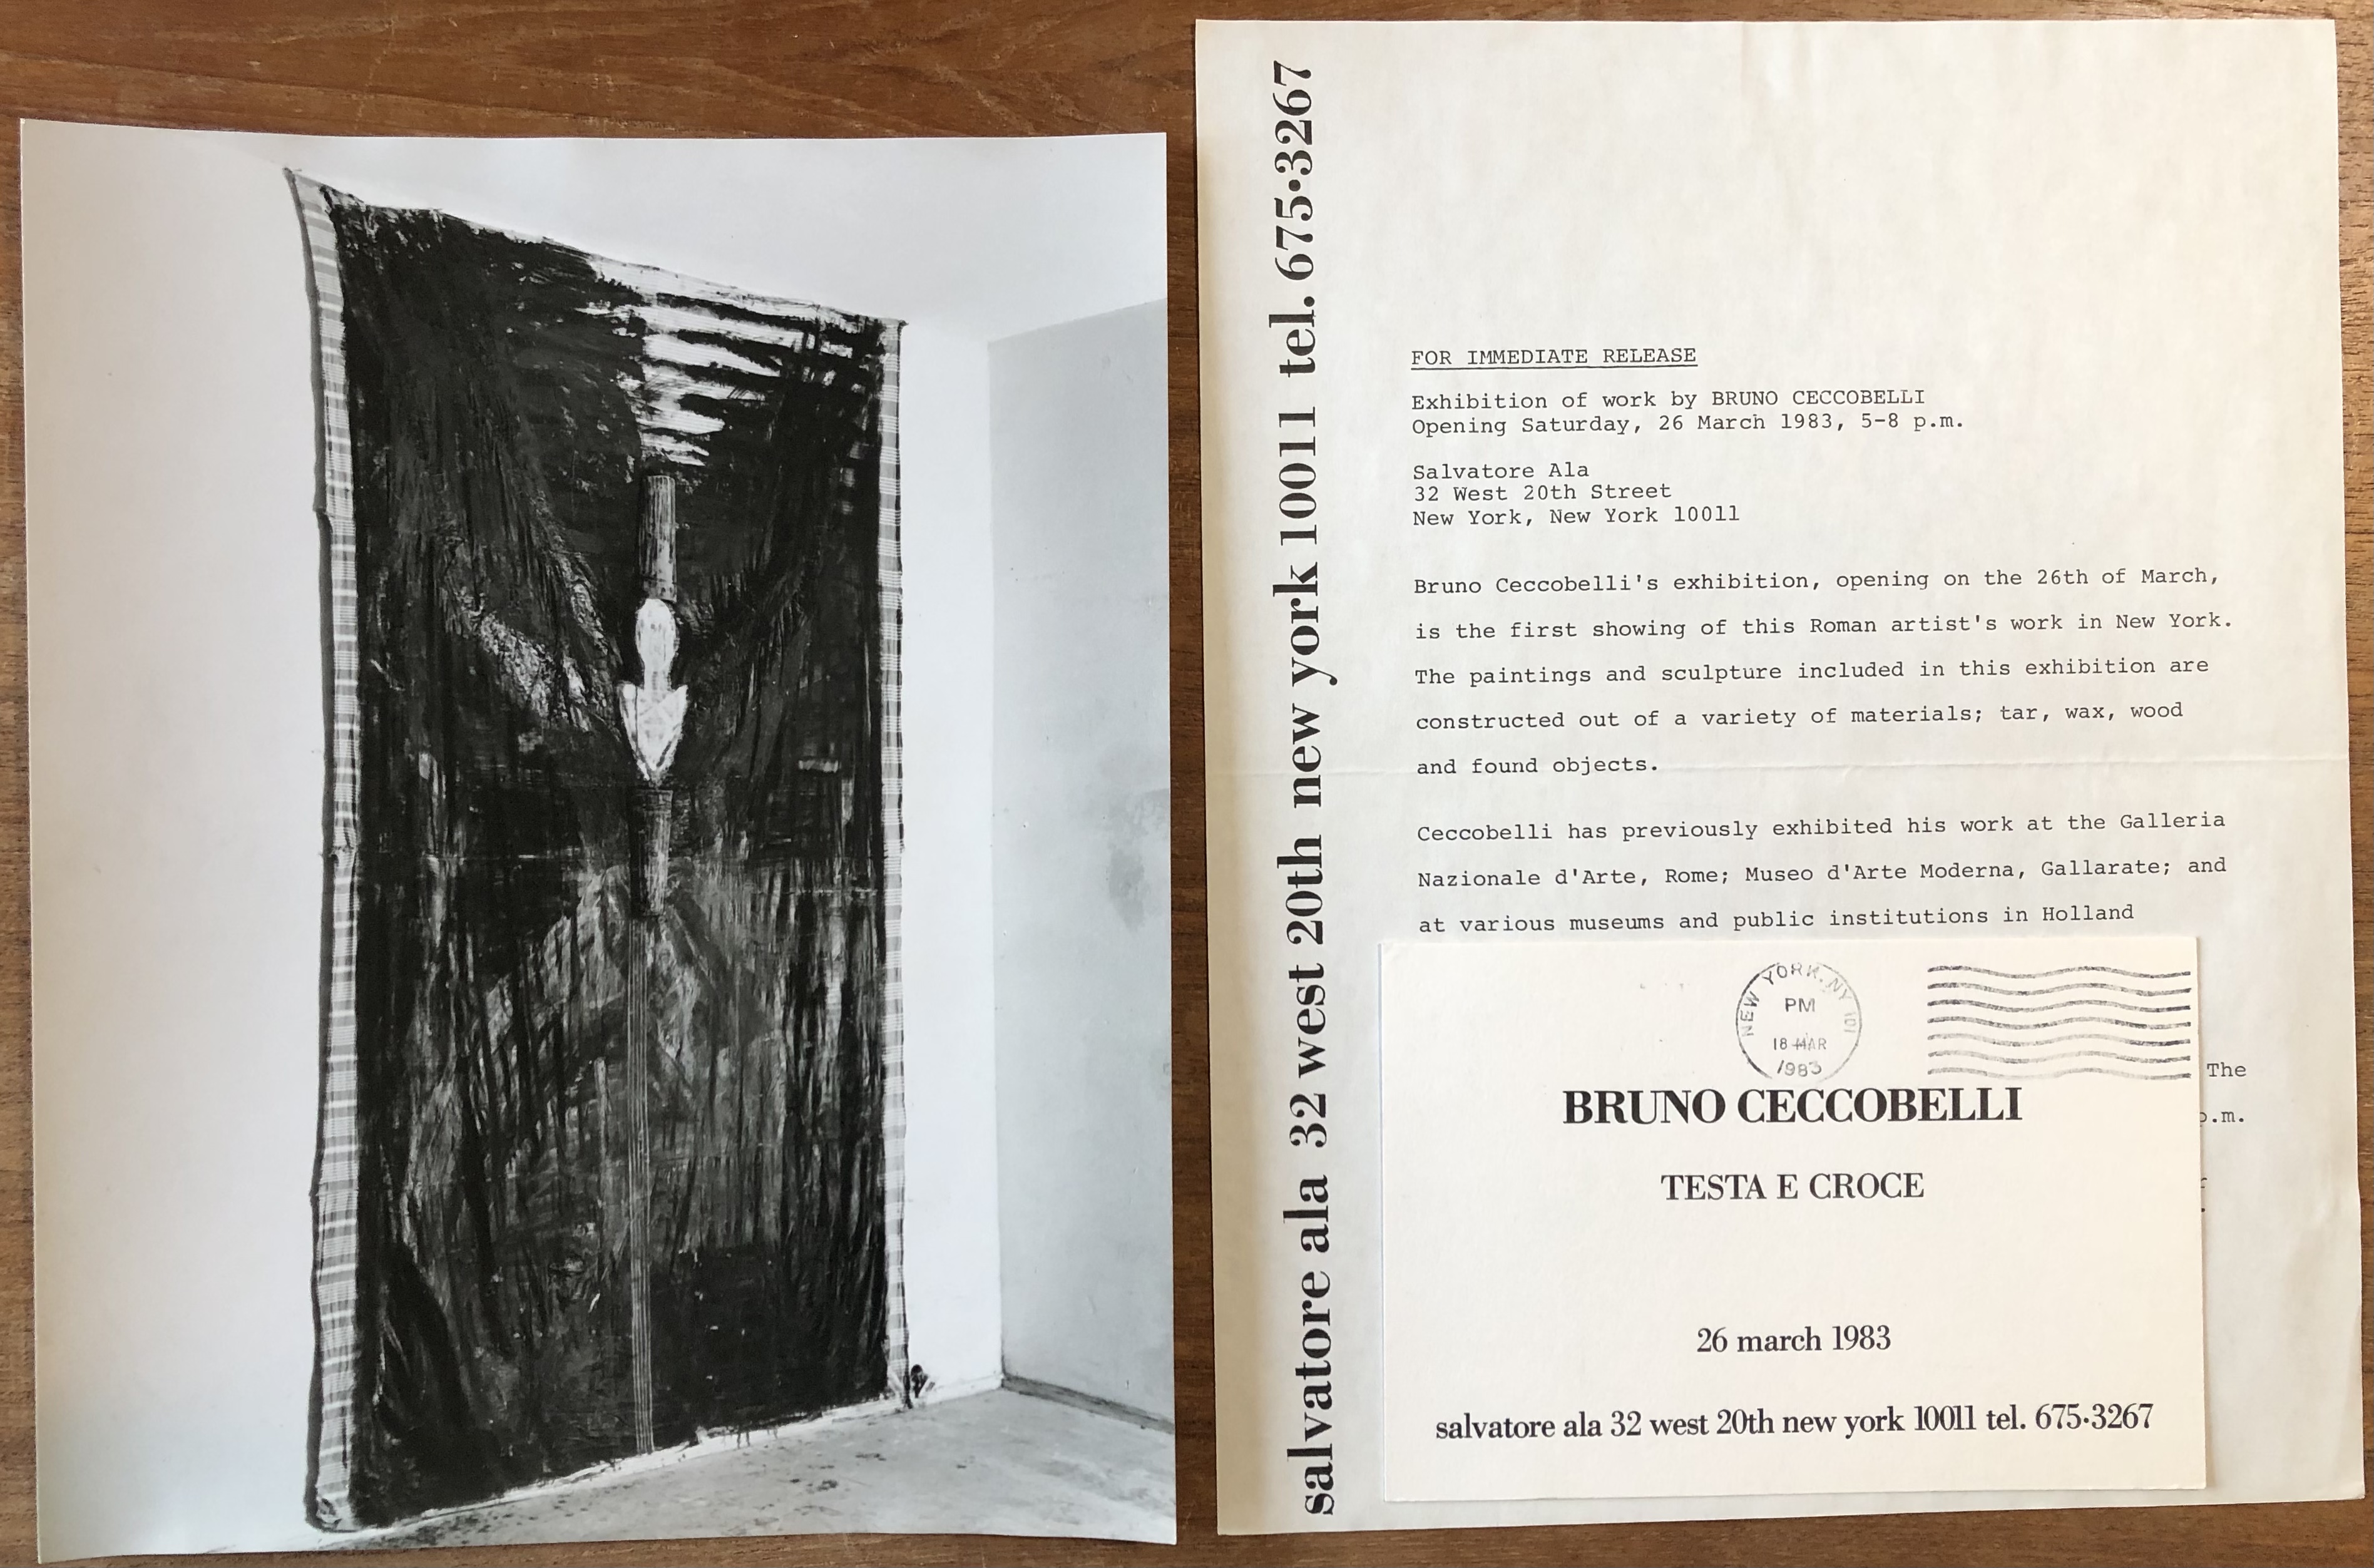 salvatore ala 32 west 20th new york 10011 tel. 675·3267
FOR IMMEDIATE RELEASE
Exhibition of work by BRUNO CECCOBELLI
Opening Saturday, 26 March 1983, 5-8 p.m.
Salvatore Ala
32 West 20th Street
New York, New York 10011
Bruno Ceccobelli's exhibition, opening on the 26th of March,
is the first showing of this Roman artist's work in New York.
The paintings and sculpture included in this exhibition are
constructed out of a variety of materials; tar, wax, wood
and found objects.
Ceccobelli has previously exhibited his work at the Galleria
Nazionale d'Arte, Rome; Museo d'Arte Moderna, Gallarate; and
at various museums and public institutions in Holland
The
p.m.
NEW YORK, NY 101
PM
18 MAR
1983
BRUNO CECCOBELLI
TESTA E CROCE
26 march 1983
salvatore ala 32 west 20th new york 10011 tel. 675·3267